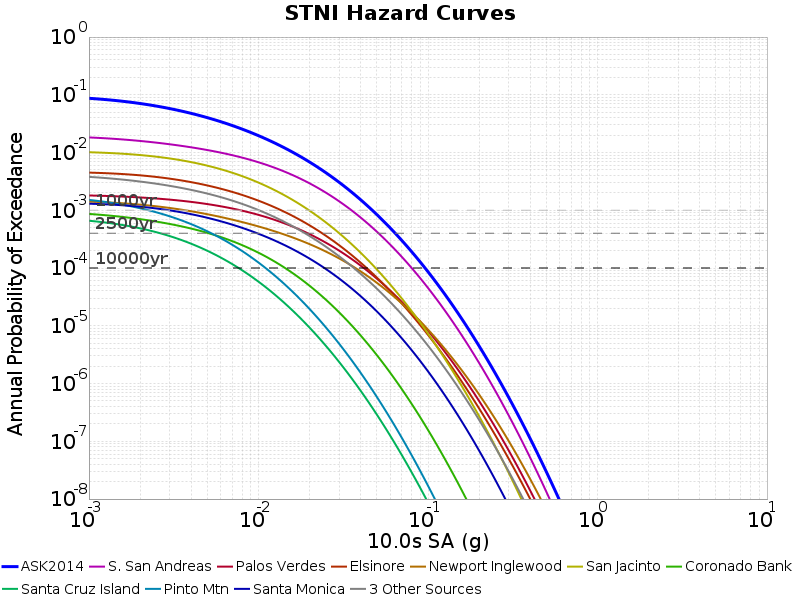 STNI Hazard Curves
Annual Probability of Exceedance
10^0
10^-1
10^-2
10^-3
10^-4
10^-5
10^-6
10^-7
10^-8
1000yr
2500yr
10000yr
10^-3 10^-2 10^-1 10^0 10^1
10.0s SA (g)
ASK2014 S. San Andreas Palos Verdes Elsinore Newport Inglewood San Jacinto Coronado Bank
Santa Cruz Island Pinto Mtn Santa Monica 3 Other Sources